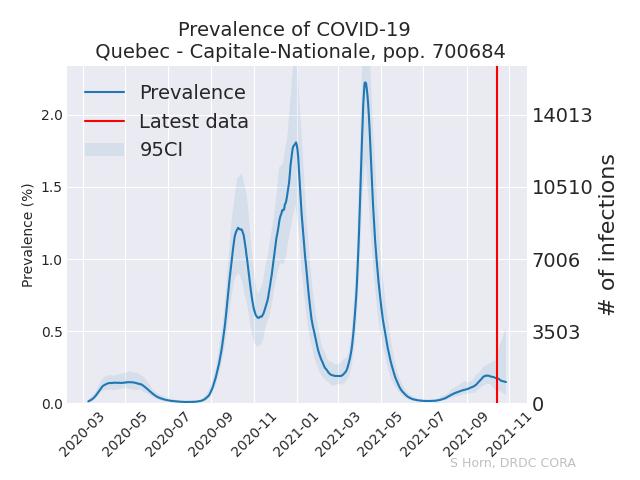 Prevalence of COVID-19
Quebec - Capitale-Nationale, pop. 700684
Prevalence
Latest data
95CI
Prevalence (%)
2.0
1.5
1.0
0.5
0.0
14013
10510
7006
3503
0
# of infections
2020-03
2020-05
2020-07
2020-09
2020-11
2021-01
2021-03
2021-05
2021-07
2021-09
2021-11
S Horn, DRDC CORA